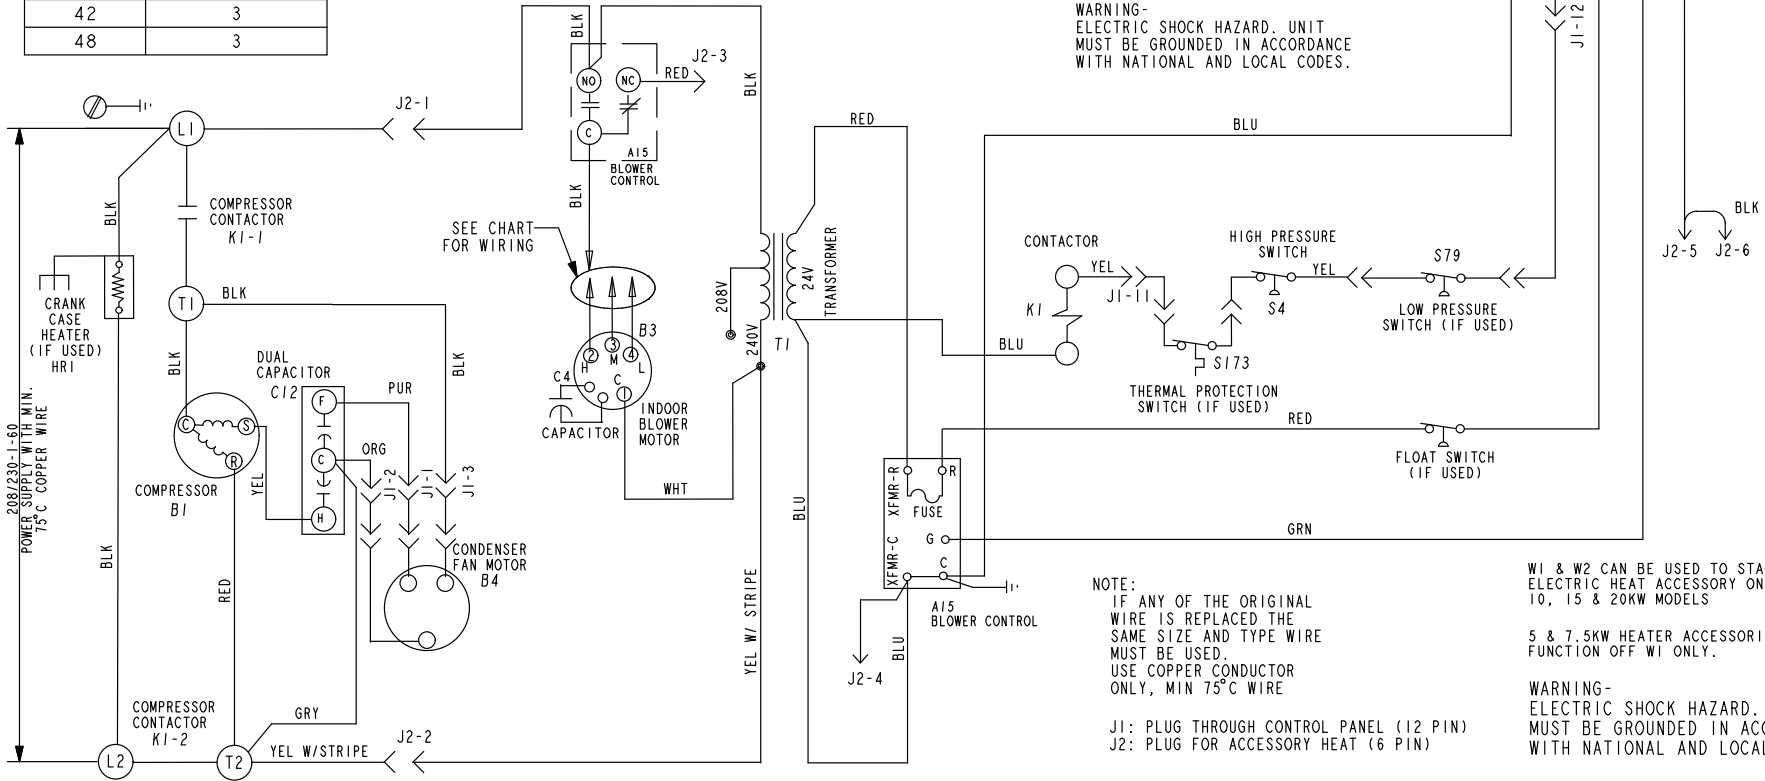 42 3
48 3
BLK
J2-3
NO
NC
RED
C
A15
BLOWER
CONTROL
BLK
BLK
WARNING-
ELECTRIC SHOCK HAZARD. UNIT
MUST BE GROUNDED IN ACCORDANCE
WITH NATIONAL AND LOCAL CODES.
J1-12
L1
J2-1
RED
BLU
BLK
COMPRESSOR
CONTACTOR
K1-1
SEE CHART
FOR WIRING
BLK
J2-5 J2-6
CRANK
CASE
HEATER
(IF USED)
HR1
T1
BLK
208V
240V
24V
TRANSFORMER
T1
CONTACTOR
K1
YEL
J1-11
HIGH PRESSURE
SWITCH
S4
YEL
S79
LOW PRESSURE
SWITCH (IF USED)
BLU
S173
THERMAL PROTECTION
SWITCH (IF USED)
208/230-1-60
POWER SUPPLY WITH MIN.
75°C COPPER WIRE
BLK
DUAL
CAPACITOR
C12
F
C
H
PUR
BLK
ORG
J1-2
J1-1
J1-3
C
S
R
COMPRESSOR
B1
YEL
B3
2
3
4
H
M
L
C
C4
CAPACITOR
INDOOR
BLOWER
MOTOR
WHT
RED
FLOAT SWITCH
(IF USED)
XFMR-R
R
FUSE
G
XFMR-C
C
GRN
BLU
BLK
RED
CONDENSER
FAN MOTOR
B4
YEL W/ STRIPE
A15
BLOWER CONTROL
BLU
J2-4
NOTE:
IF ANY OF THE ORIGINAL
WIRE IS REPLACED THE
SAME SIZE AND TYPE WIRE
MUST BE USED.
USE COPPER CONDUCTOR
ONLY, MIN 75°C WIRE
J1: PLUG THROUGH CONTROL PANEL (12 PIN)
J2: PLUG FOR ACCESSORY HEAT (6 PIN)
W1 & W2 CAN BE USED TO STA
ELECTRIC HEAT ACCESSORY ON
10, 15 & 20KW MODELS
5 & 7.5KW HEATER ACCESSORI
FUNCTION OFF W1 ONLY.
WARNING-
ELECTRIC SHOCK HAZARD.
MUST BE GROUNDED IN ACC
WITH NATIONAL AND LOCAL
COMPRESSOR
CONTACTOR
K1-2
GRY
L2
T2
YEL W/STRIPE
J2-2